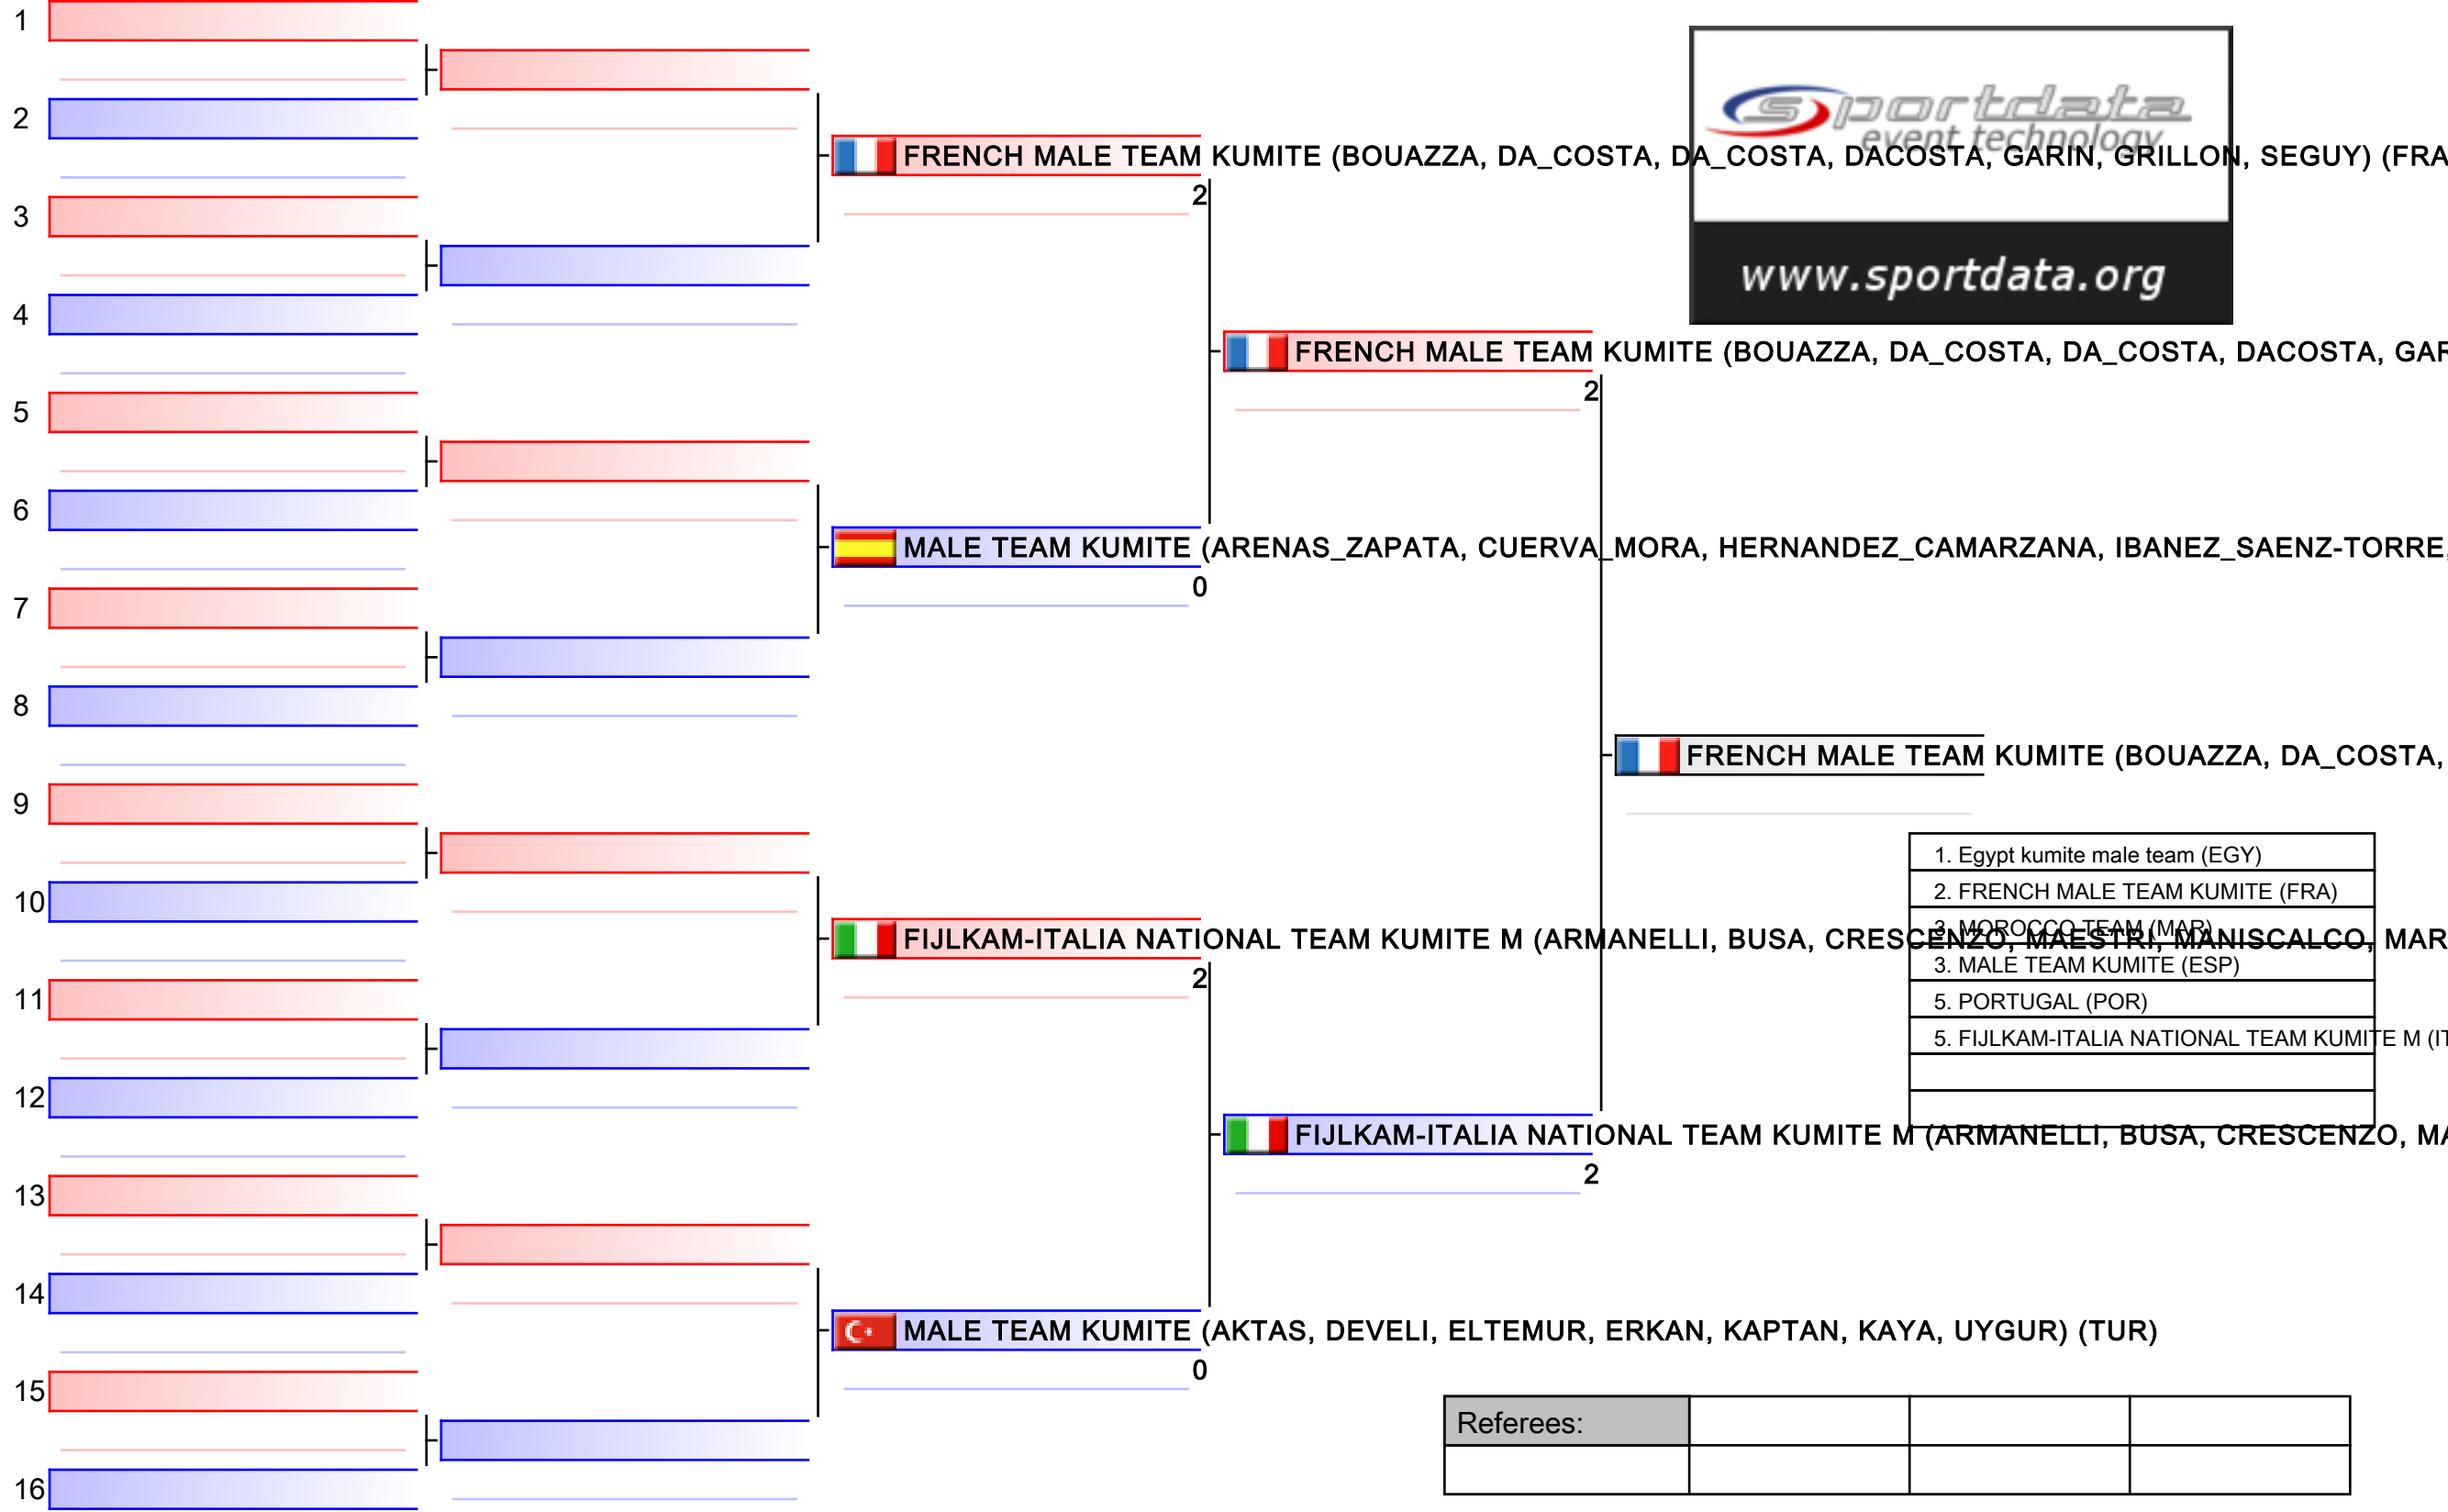 1
2
3
4
5
6
7
8
9
10
11
12
13
14
15
16
FRENCH MALE TEAM KUMITE (BOUAZZA, DA_COSTA, DA_COSTA, DACOSTA, GARIN, GRILLON, SEGUY) (FRA
2
MALE TEAM KUMITE (ARENAS_ZAPATA, CUERVA_MORA, HERNANDEZ_CAMARZANA, IBANEZ_SAENZ-TORRE,
0
FIJLKAM-ITALIA NATIONAL TEAM KUMITE M (ARMANELLI, BUSA, CRESCENZO, MAESTRI, MANISCALCO, MAR
2
MALE TEAM KUMITE (AKTAS, DEVELI, ELTEMUR, ERKAN, KAPTAN, KAYA, UYGUR) (TUR)
0
FRENCH MALE TEAM KUMITE (BOUAZZA, DA_COSTA, DA_COSTA, DACOSTA, GAR
2
FIJLKAM-ITALIA NATIONAL TEAM KUMITE M (ARMANELLI, BUSA, CRESCENZO, MA
2
FRENCH MALE TEAM KUMITE (BOUAZZA, DA_COSTA,
sportdata
event technology
www.sportdata.org
1. Egypt kumite male team (EGY)
2. FRENCH MALE TEAM KUMITE (FRA)
3. MOROCCO TEAM (MAR)
3. MALE TEAM KUMITE (ESP)
5. PORTUGAL (POR)
5. FIJLKAM-ITALIA NATIONAL TEAM KUMITE M (IT
Referees: